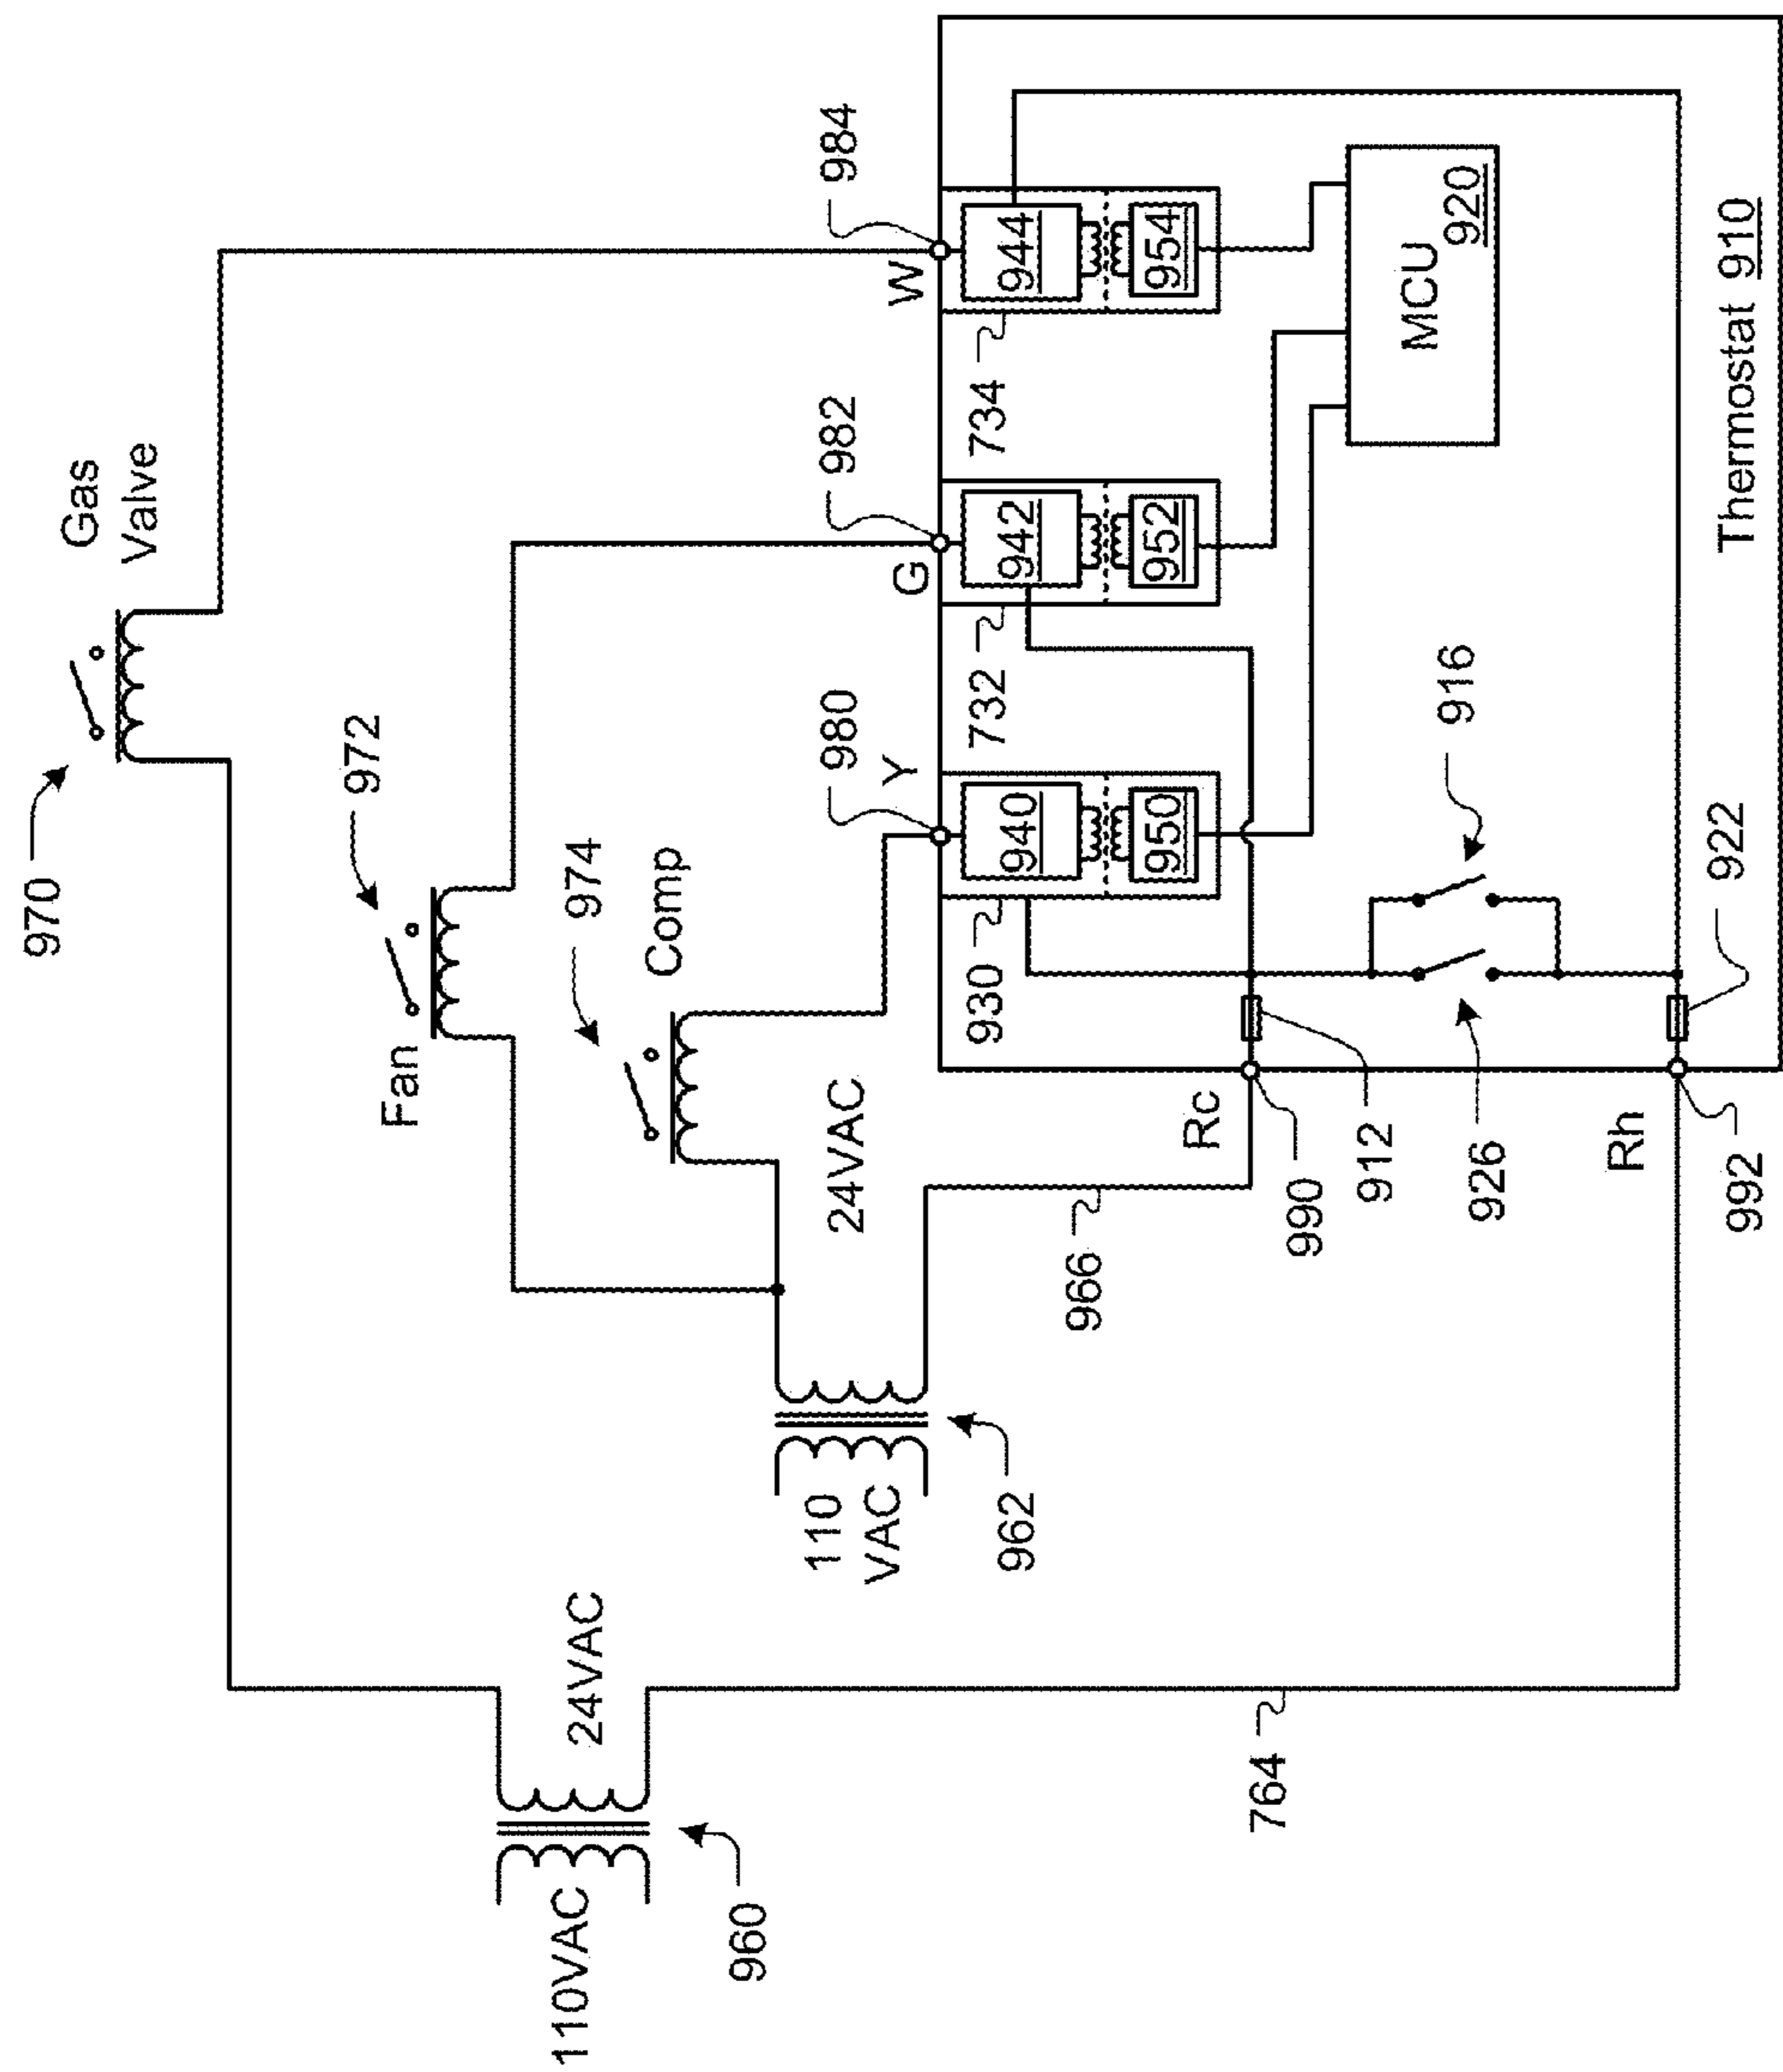 970
Gas
Valve
972
Fan
974
Comp
110VAC
24VAC
960
110
VAC
24VAC
962
966
764
980
982
984
Y
G
W
930
732
734
940
942
944
950
952
954
Rc
990
912
916
926
922
Rh
992
MCU
920
Thermostat 910